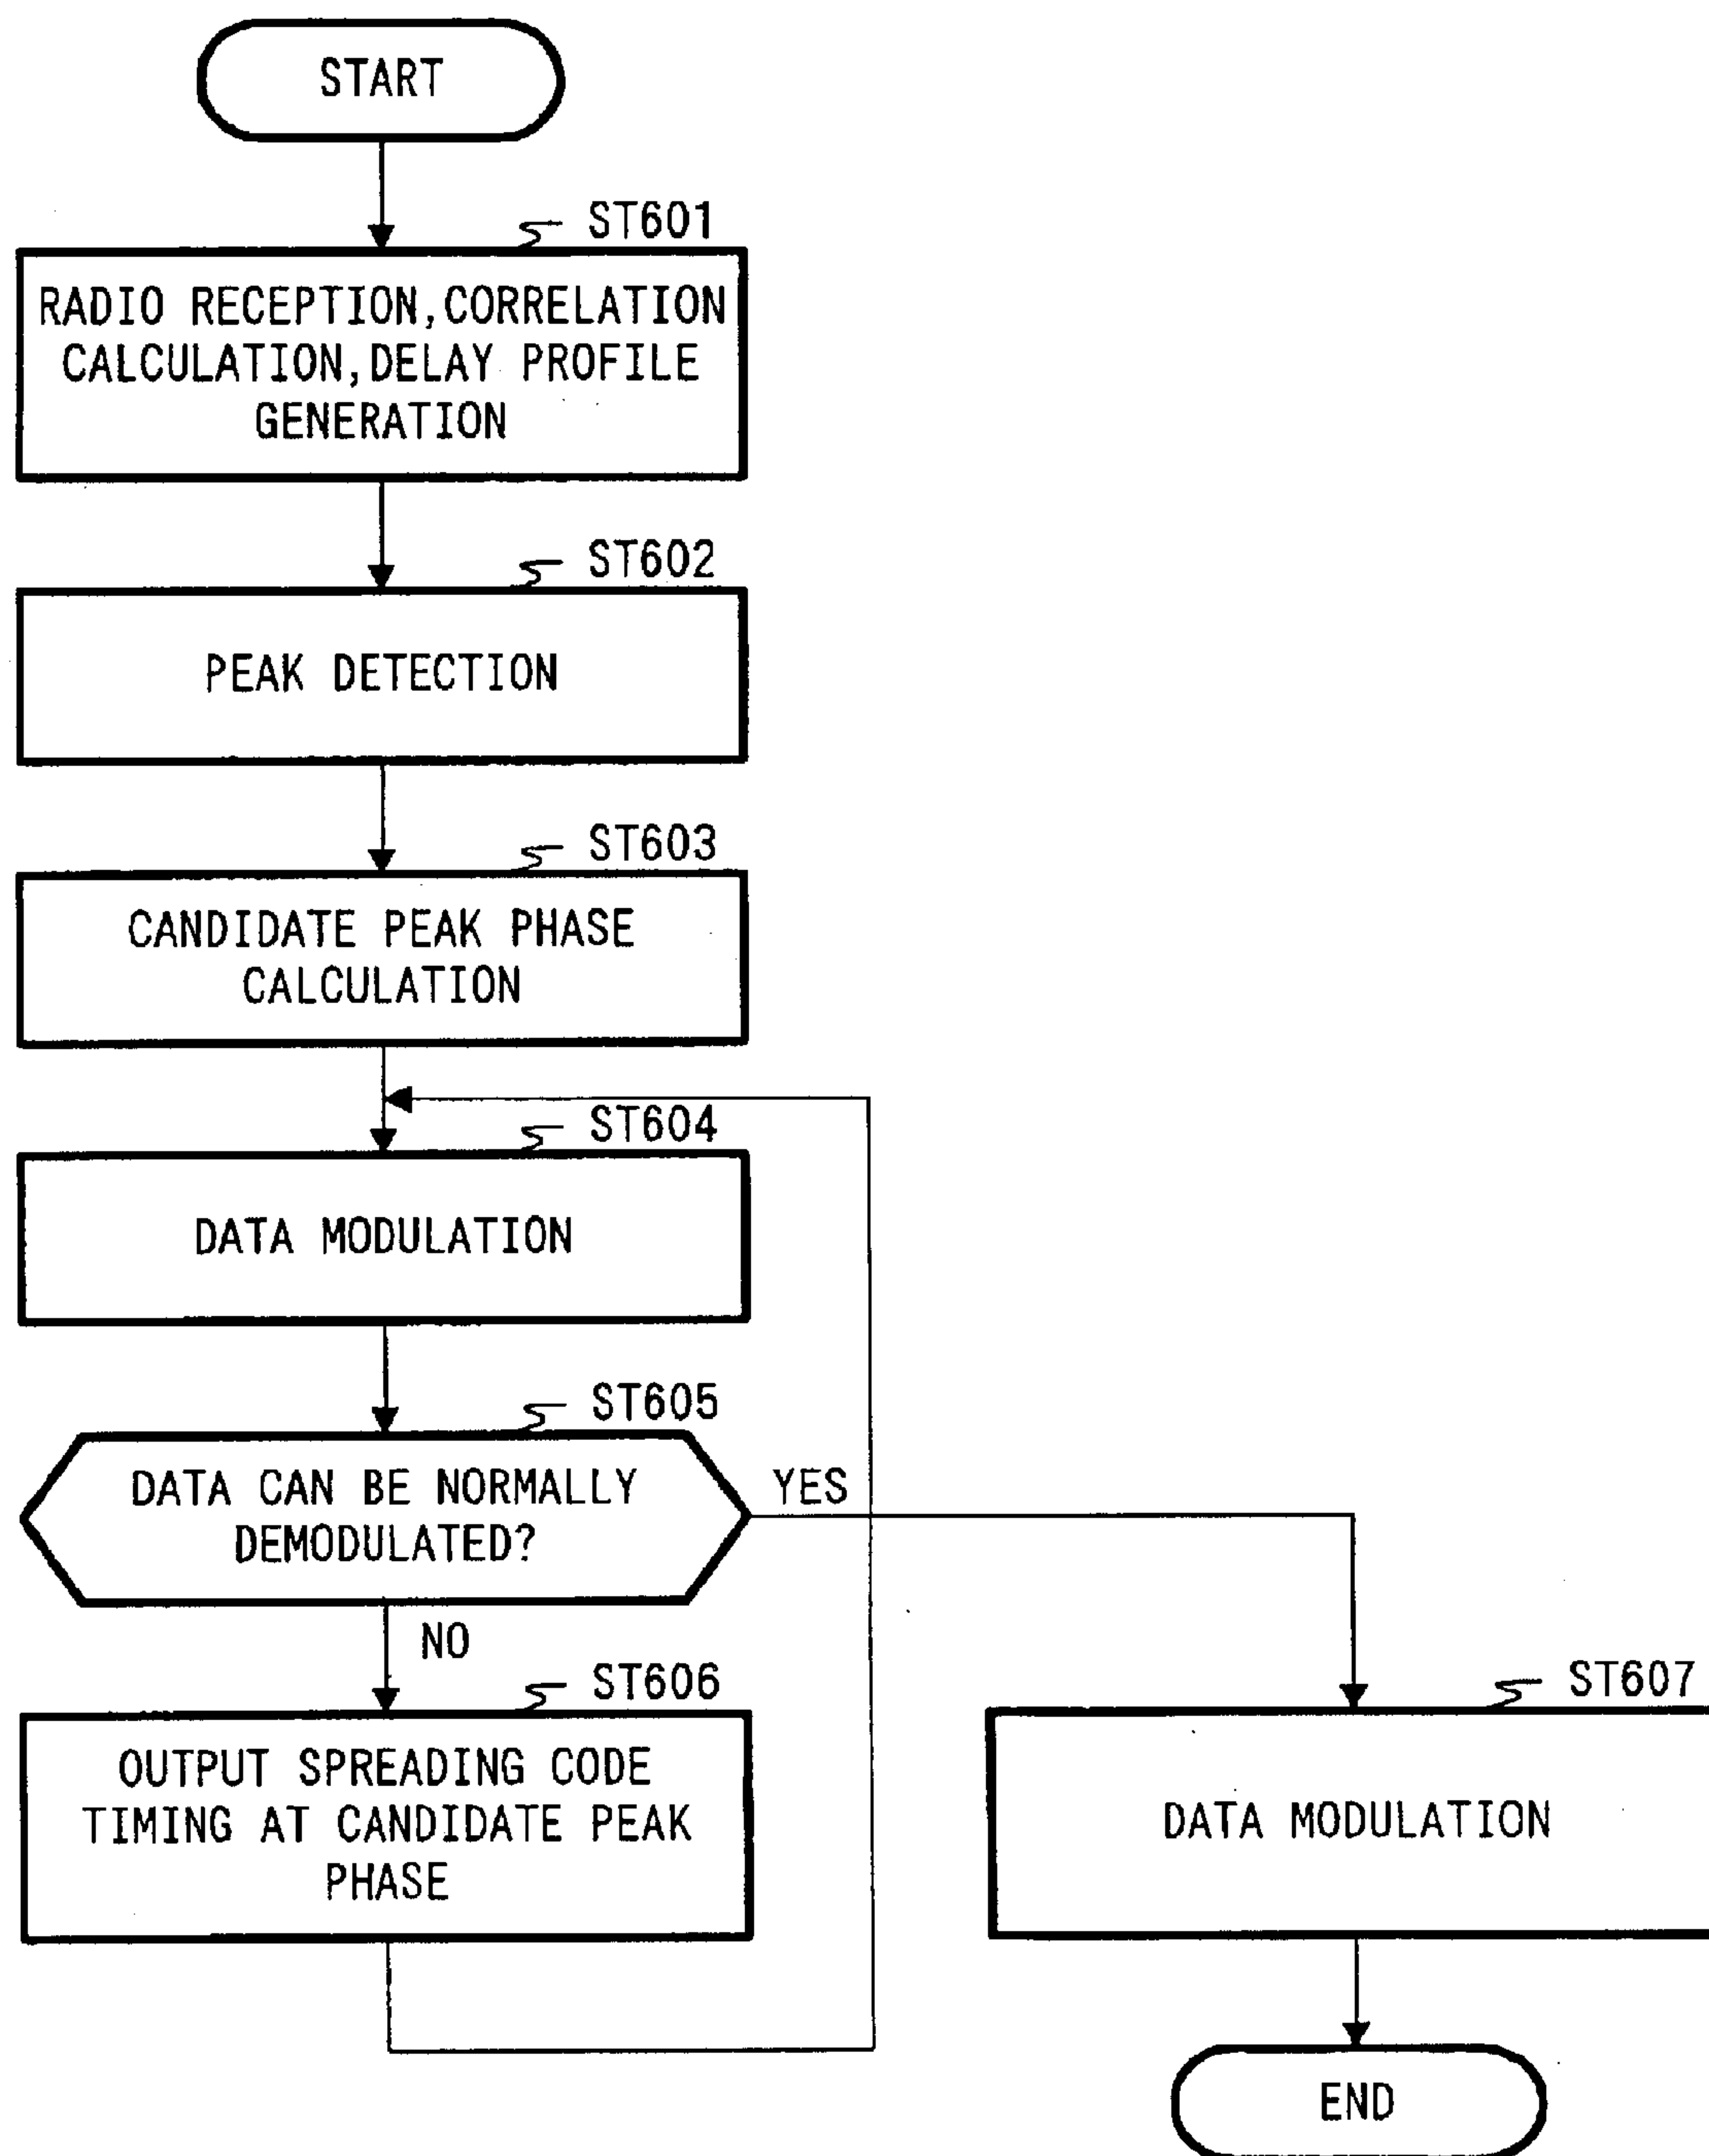 START
ST601
RADIO RECEPTION,CORRELATION
CALCULATION,DELAY PROFILE
GENERATION
ST602
PEAK DETECTION
ST603
CANDIDATE PEAK PHASE
CALCULATION
ST604
DATA MODULATION
ST605
DATA CAN BE NORMALLY
DEMODULATED?
YES
NO
ST606
OUTPUT SPREADING CODE
TIMING AT CANDIDATE PEAK
PHASE
ST607
DATA MODULATION
END